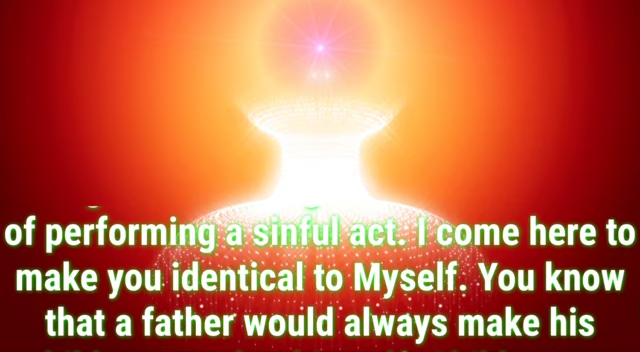 of performing a sinful act. I come here to
make you identical to Myself. You know
that a father would always make his